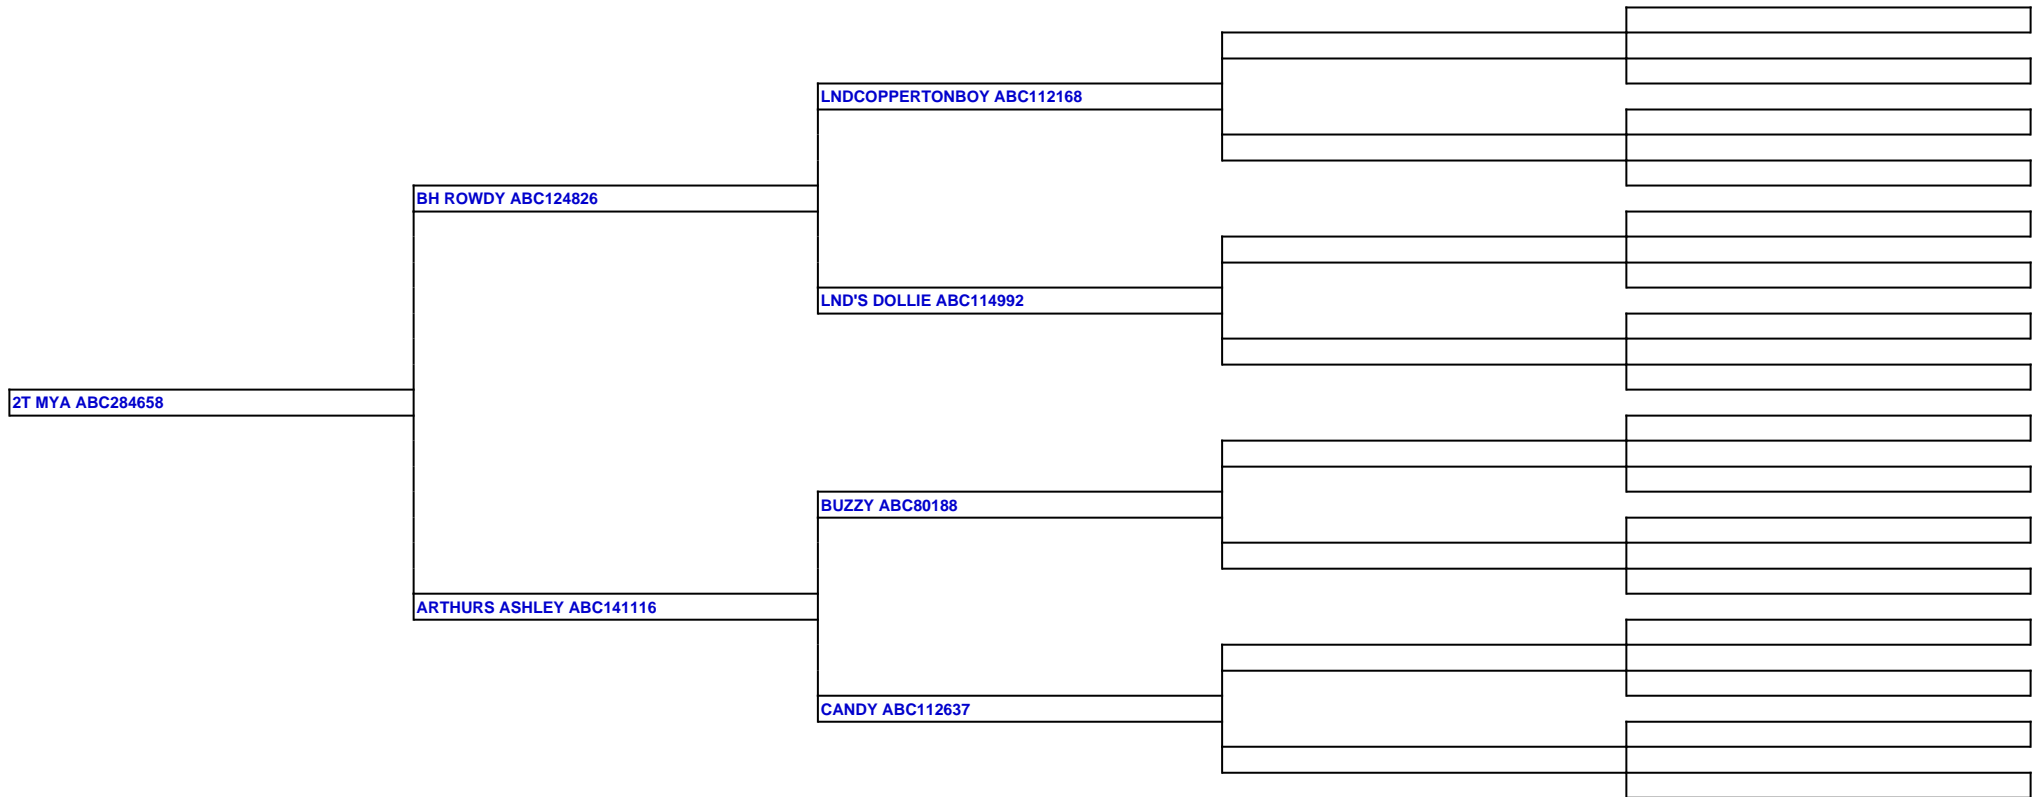 LNDCOPPERTONBOY ABC112168
BH ROWDY ABC124826
LND'S DOLLIE ABC114992
2T MYA ABC284658
BUZZY ABC80188
ARTHURS ASHLEY ABC141116
CANDY ABC112637